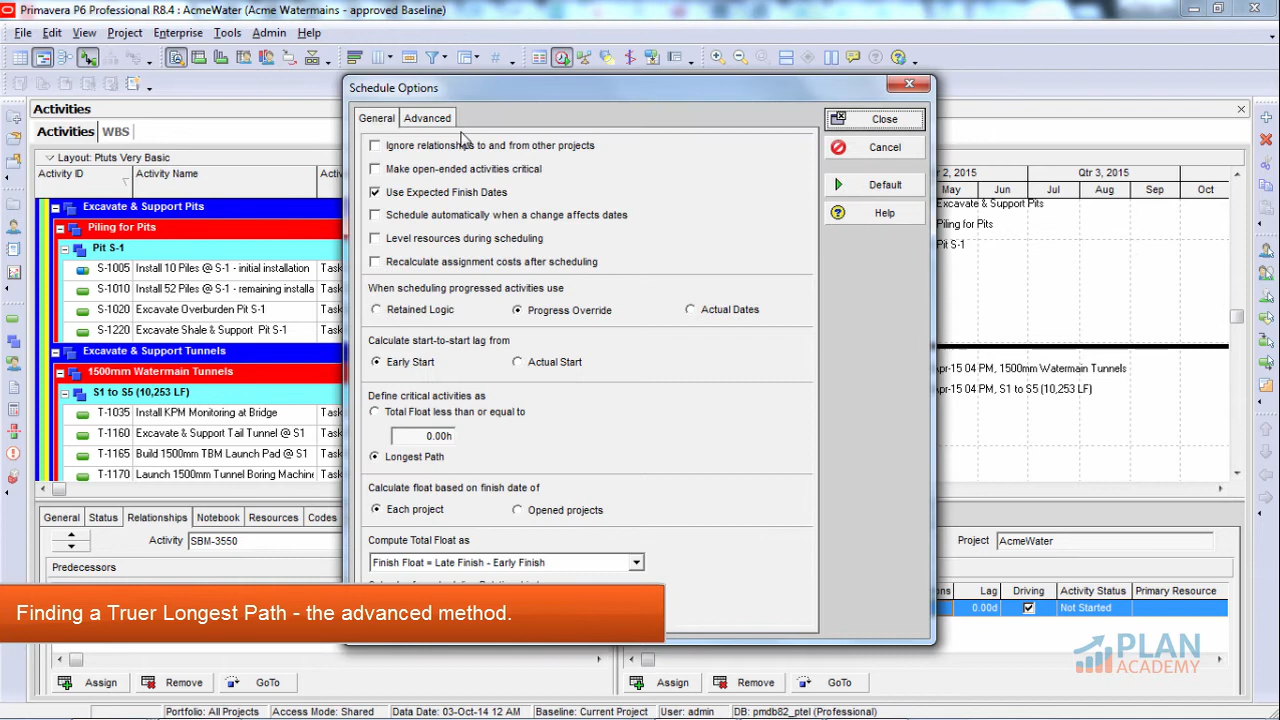 Primavera P6 Professional R8.4 : AcmeWater (Acme Watermains - approved Baseline)
File Edit View Project Enterprise Tools Admin Help
Activities
Activities WBS
Layout: Ptuts Very Basic
Activity ID Activity Name
Excavate & Support Pits
Piling for Pits
Pit S-1
S-1005 Install 10 Piles @ S-1 - initial installation Task
S-1010 Install 52 Piles @ S-1 - remaining installa Task
S-1020 Excavate Overburden Pit S-1 Task
S-1220 Excavate Shale & Support Pit S-1 Task
Excavate & Support Tunnels
1500mm Watermain Tunnels
S1 to S5 (10,253 LF)
T-1035 Install KPM Monitoring at Bridge Task
T-1160 Excavate & Support Tail Tunnel @ S1 Task
T-1165 Build 1500mm TBM Launch Pad @ S1 Task
T-1170 Launch 1500mm Tunnel Boring Machine Task
Schedule Options
General Advanced
Ignore relationships to and from other projects
Make open-ended activities critical
Use Expected Finish Dates
Schedule automatically when a change affects dates
Level resources during scheduling
Recalculate assignment costs after scheduling
When scheduling progressed activities use
Retained Logic Progress Override Actual Dates
Calculate start-to-start lag from
Early Start Actual Start
Define critical activities as
Total Float less than or equal to
0.00h
Longest Path
Calculate float based on finish date of
Each project Opened projects
Compute Total Float as
Finish Float = Late Finish - Early Finish
Close
Cancel
Default
Help
2, 2015 Qtr 3, 2015
May Jun Jul Aug Sep Oct
Excavate & Support Pits
Piling for Pits
Pit S-1
Apr-15 04 PM, 1500mm Watermain Tunnels
Apr-15 04 PM, S1 to S5 (10,253 LF)
General Status Relationships Notebook Resources Codes
Activity SBM-3550
Project AcmeWater
Predecessors
Lag Driving Activity Status Primary Resource
0.00d Not Started
Finding a Truer Longest Path - the advanced method.
PLAN
ACADEMY
Assign Remove GoTo
Assign Remove GoTo
Portfolio: All Projects Access Mode: Shared Data Date: 03-Oct-14 12 AM Baseline: Current Project User: admin DB: pmdb82_ptel (Professional)